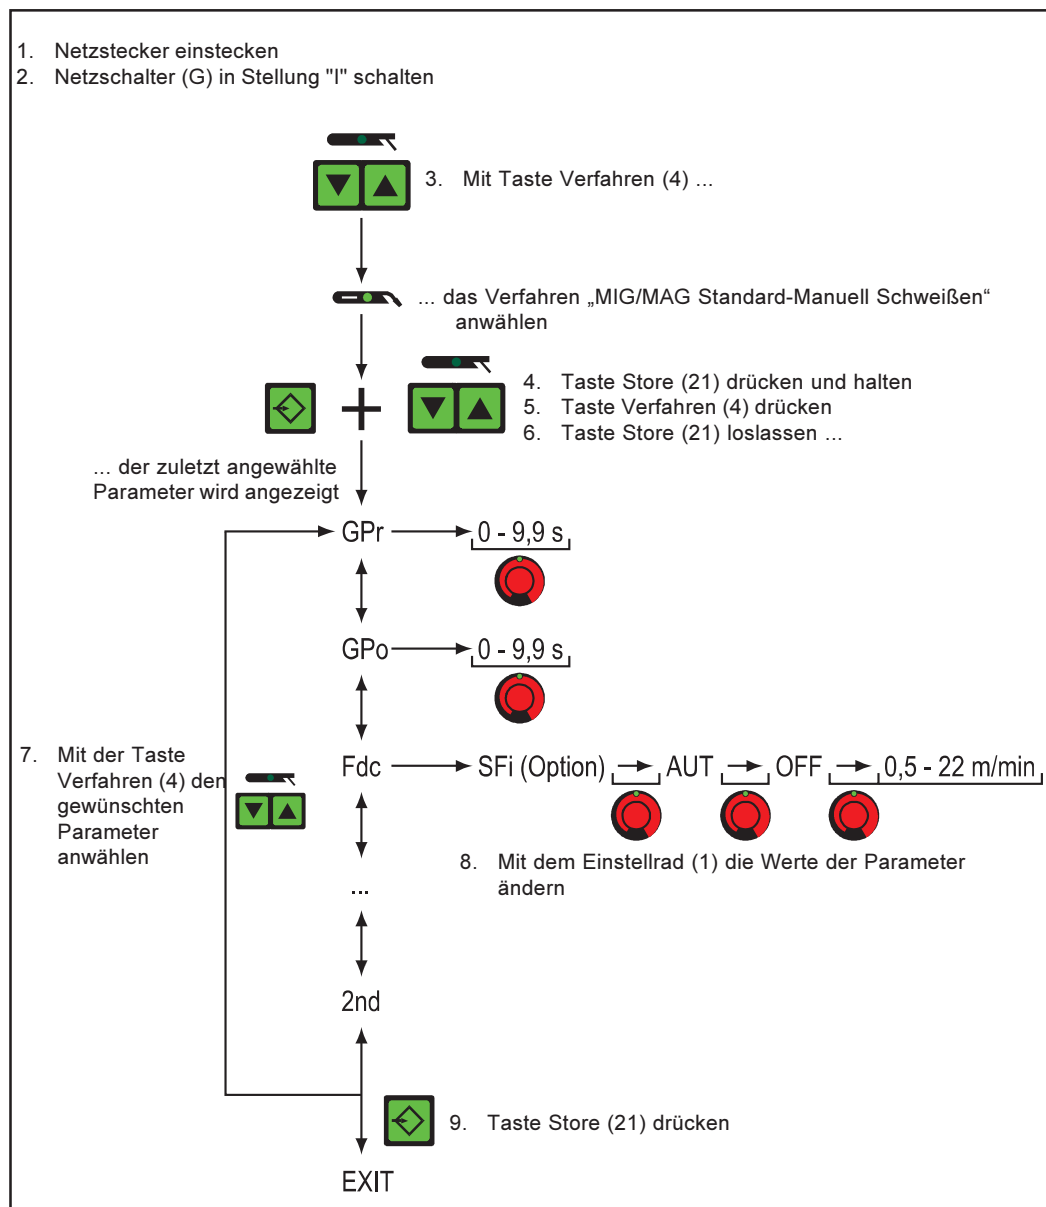 1. Netzstecker einstecken
2. Netzschalter (G) in Stellung "I" schalten
3. Mit Taste Verfahren (4) ...
... das Verfahren „MIG/MAG Standard-Manuell Schweißen“
anwählen
4. Taste Store (21) drücken und halten
5. Taste Verfahren (4) drücken
6. Taste Store (21) loslassen ...
... der zuletzt angewählte
Parameter wird angezeigt
GPr
0 - 9,9 s
GPo
0 - 9,9 s
7. Mit der Taste
Verfahren (4) den
gewünschten
Parameter
anwählen
Fdc
SFi (Option)
AUT
OFF
0,5 - 22 m/min
8. Mit dem Einstellrad (1) die Werte der Parameter
ändern
...
2nd
9. Taste Store (21) drücken
EXIT